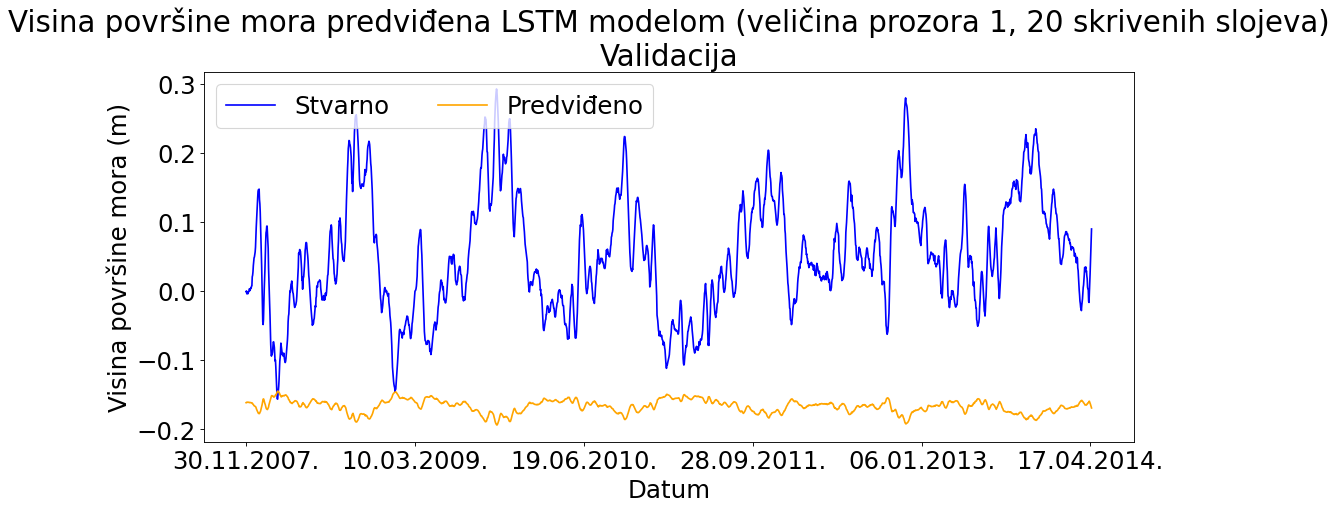 Visina površine mora predviđena LSTM modelom (veličina prozora 1, 20 skrivenih slojeva)
Validacija
Stvarno Predviđeno
Visina površine mora (m)
0.3
0.2
0.1
0.0
−0.1
−0.2
30.11.2007. 10.03.2009. 19.06.2010. 28.09.2011. 06.01.2013. 17.04.2014.
Datum